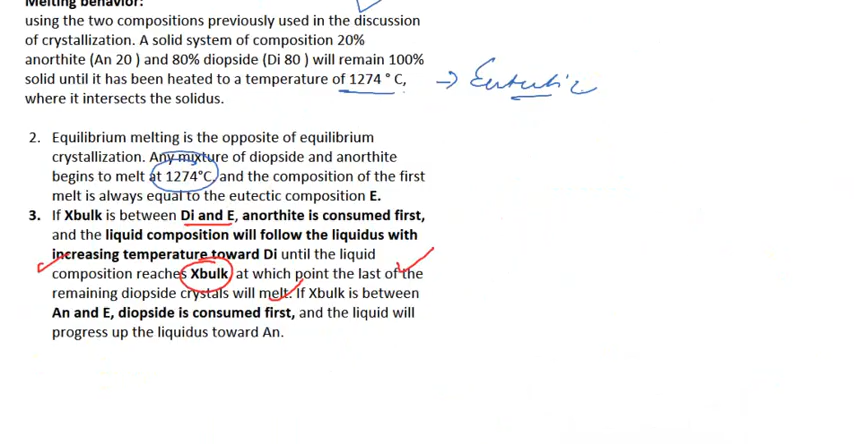 Melting behavior:
using the two compositions previously used in the discussion
of crystallization. A solid system of composition 20%
anorthite (An 20 ) and 80% diopside (Di 80 ) will remain 100%
solid until it has been heated to a temperature of 1274 ° C, → Eutectic
where it intersects the solidus.
2. Equilibrium melting is the opposite of equilibrium
crystallization. Any mixture of diopside and anorthite
begins to melt at 1274°C, and the composition of the first
melt is always equal to the eutectic composition E.
3. If Xbulk is between Di and E, anorthite is consumed first,
and the liquid composition will follow the liquidus with
increasing temperature toward Di until the liquid
composition reaches Xbulk, at which point the last of the
remaining diopside crystals will melt. If Xbulk is between
An and E, diopside is consumed first, and the liquid will
progress up the liquidus toward An.